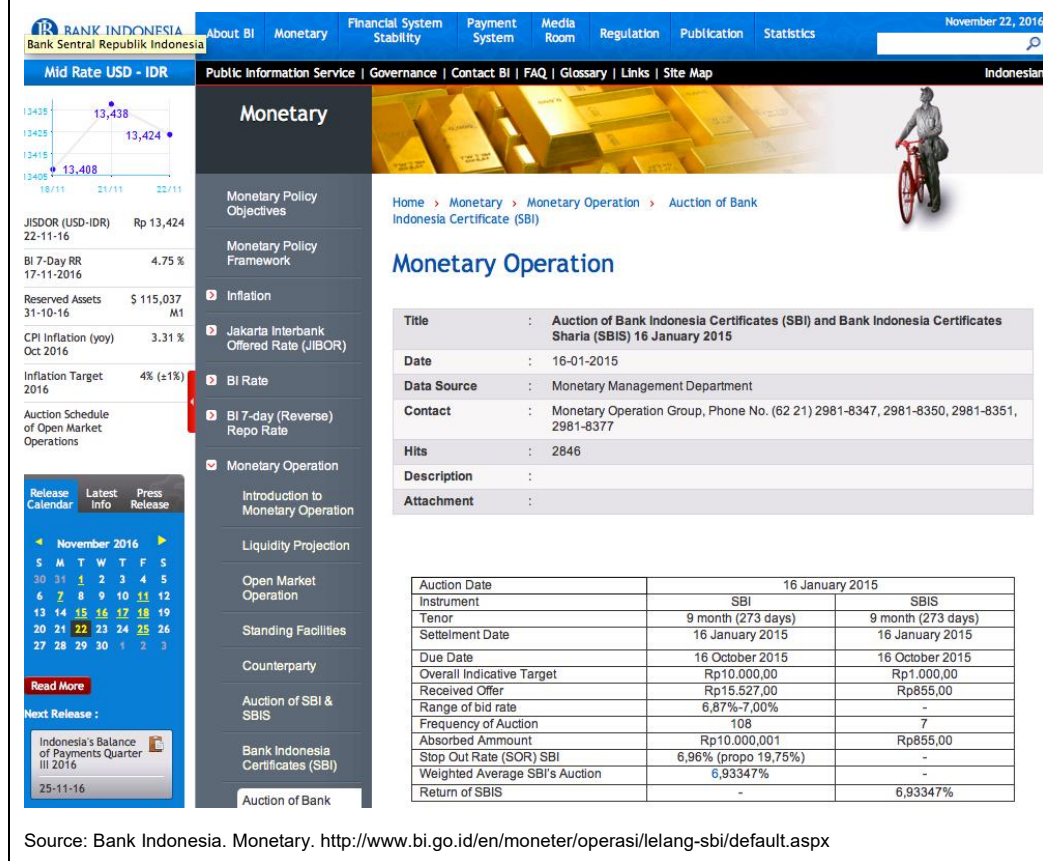 BANK INDONESIA
Bank Sentral Republik Indonesia
About BI
Monetary
Financial System Stability
Payment System
Media Room
Regulation
Publication
Statistics
November 22, 2016
Mid Rate USD - IDR
Public Information Service | Governance | Contact BI | FAQ | Glossary | Links | Site Map
Indonesian
13435
13425
13415
13405
13,438
13,424
13,408
18/11 21/11 22/11
JISDOR (USD-IDR) Rp 13,424
22-11-16
BI 7-Day RR 4.75 %
17-11-2016
Reserved Assets $ 115,037
31-10-16 M1
CPI Inflation (yoy) 3.31 %
Oct 2016
Inflation Target 4% (±1%)
2016
Auction Schedule
of Open Market
Operations
Release Calendar
Latest Info
Press Release
November 2016
S M T W T F S
30 31 1 2 3 4 5
6 7 8 9 10 11 12
13 14 15 16 17 18 19
20 21 22 23 24 25 26
27 28 29 30 1 2 3
Read More
Next Release :
Indonesia's Balance
of Payments Quarter
III 2016
25-11-16
Monetary
Monetary Policy
Objectives
Monetary Policy
Framework
Inflation
Jakarta Interbank
Offered Rate (JIBOR)
BI Rate
BI 7-day (Reverse)
Repo Rate
Monetary Operation
Introduction to
Monetary Operation
Liquidity Projection
Open Market
Operation
Standing Facilities
Counterparty
Auction of SBI &
SBIS
Bank Indonesia
Certificates (SBI)
Auction of Bank
Home › Monetary › Monetary Operation › Auction of Bank
Indonesia Certificate (SBI)
Monetary Operation
Title : Auction of Bank Indonesia Certificates (SBI) and Bank Indonesia Certificates
Sharia (SBIS) 16 January 2015
Date : 16-01-2015
Data Source : Monetary Management Department
Contact : Monetary Operation Group, Phone No. (62 21) 2981-8347, 2981-8350, 2981-8351,
2981-8377
Hits : 2846
Description :
Attachment :
Auction Date 16 January 2015
Instrument SBI SBIS
Tenor 9 month (273 days) 9 month (273 days)
Settelment Date 16 January 2015 16 January 2015
Due Date 16 October 2015 16 October 2015
Overall Indicative Target Rp10.000,00 Rp1.000,00
Received Offer Rp15.527,00 Rp855,00
Range of bid rate 6,87%-7,00% -
Frequency of Auction 108 7
Absorbed Ammount Rp10.000,001 Rp855,00
Stop Out Rate (SOR) SBI 6,96% (propo 19,75%) -
Weighted Average SBI's Auction 6,93347% -
Return of SBIS - 6,93347%
Source: Bank Indonesia. Monetary. http://www.bi.go.id/en/moneter/operasi/lelang-sbi/default.aspx